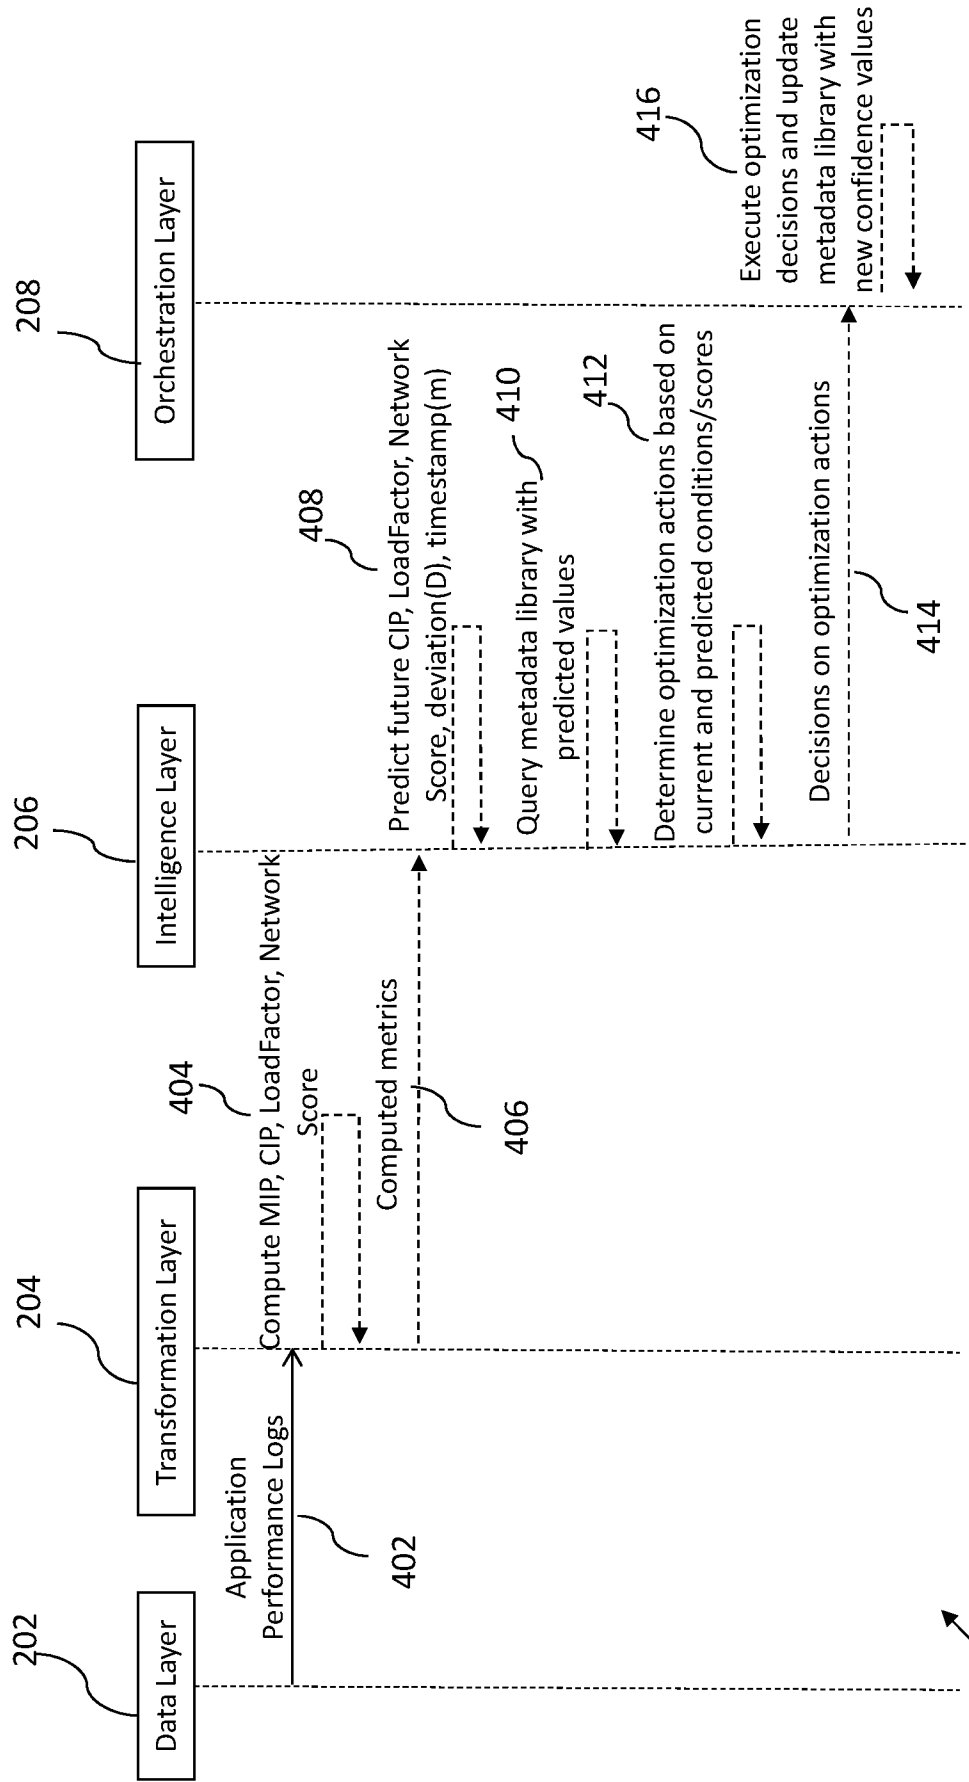 202
204
206
208
Data Layer
Transformation Layer
Intelligence Layer
Orchestration Layer
Application
Performance Logs
402
404
Compute MIP, CIP, LoadFactor, Network
Score
Computed metrics
406
408
Predict future CIP, LoadFactor, Network
Score, deviation(D), timestamp(m)
410
Query metadata library with
predicted values
412
Determine optimization actions based on
current and predicted conditions/scores
Decisions on optimization actions
414
416
Execute optimization
decisions and update
metadata library with
new confidence values